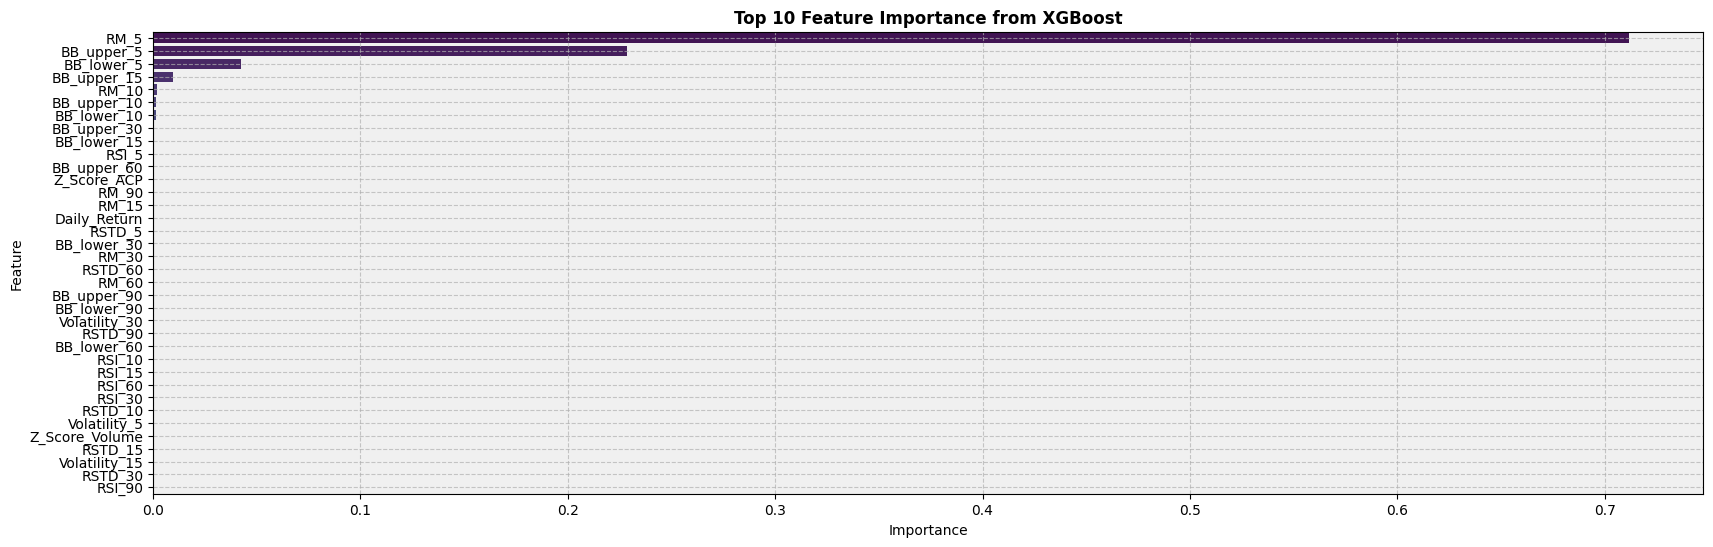 Top 10 Feature Importance from XGBoost
RM_5
BB_upper_5
BB_lower_5
BB_upper_15
RM_10
BB_upper_10
BB_lower_10
BB_upper_30
BB_lower_15
RSI_5
BB_upper_60
Z_Score_ACP
RM_90
RM_15
Daily_Return
RSTD_5
BB_lower_30
RM_30
RSTD_60
RM_60
BB_upper_90
BB_lower_90
Volatility_30
RSTD_90
BB_lower_60
RSI_10
RSI_15
RSI_60
RSI_30
RSTD_10
Volatility_5
Z_Score_Volume
RSTD_15
Volatility_15
RSTD_30
RSI_90
Feature
0.0 0.1 0.2 0.3 0.4 0.5 0.6 0.7
Importance